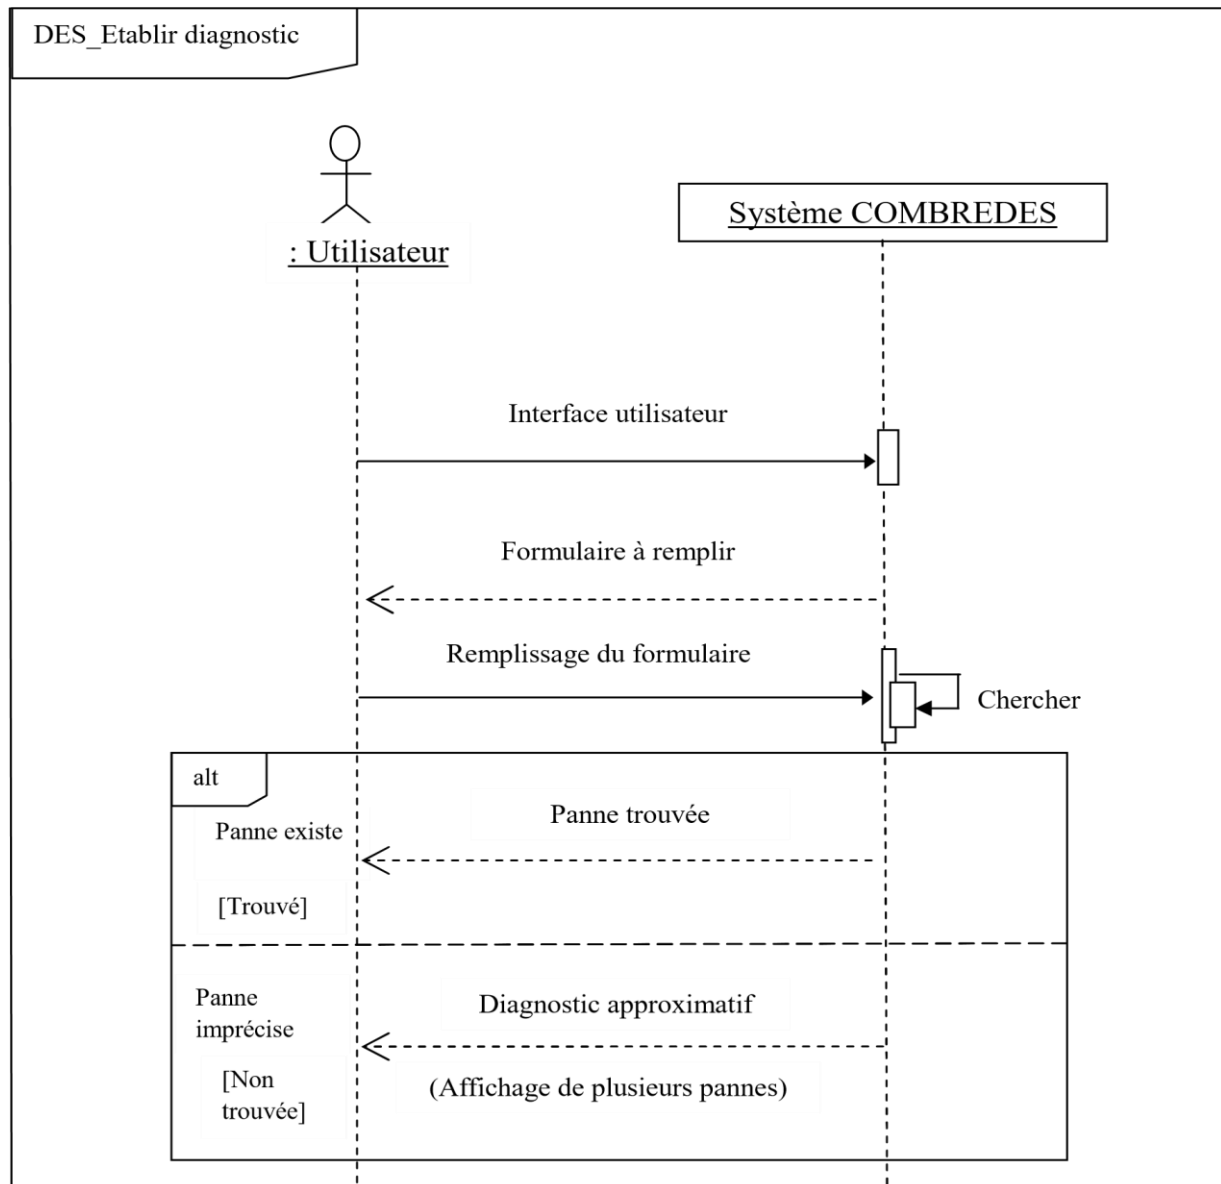 DES_Etablir diagnostic
: Utilisateur
Système COMBREDES
Interface utilisateur
Formulaire à remplir
Remplissage du formulaire
Chercher
alt
Panne existe
Panne trouvée
[Trouvé]
Panne
imprécise
Diagnostic approximatif
[Non
trouvée]
(Affichage de plusieurs pannes)